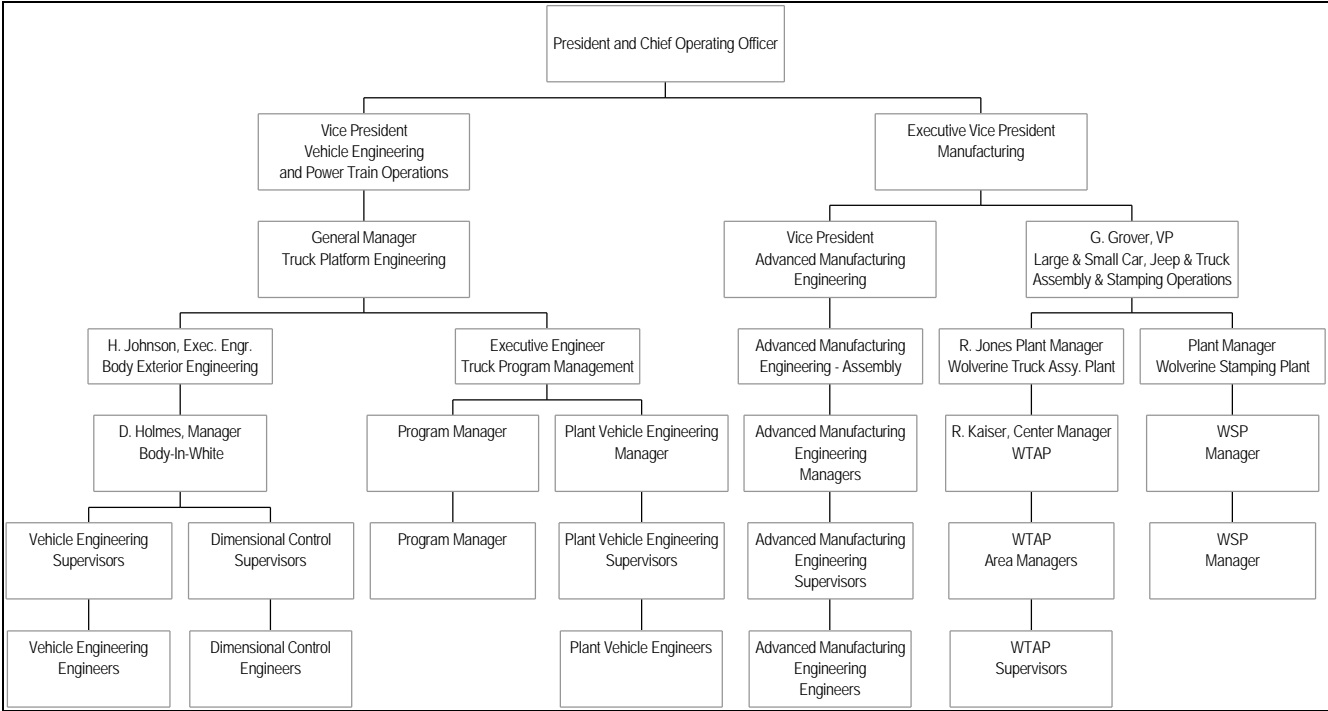 President and Chief Operating Officer
Vice President
Vehicle Engineering
and Power Train Operations
Executive Vice President
Manufacturing
General Manager
Truck Platform Engineering
Vice President
Advanced Manufacturing
Engineering
G. Grover, VP
Large & Small Car, Jeep & Truck
Assembly & Stamping Operations
H. Johnson, Exec. Engr.
Body Exterior Engineering
Executive Engineer
Truck Program Management
Advanced Manufacturing
Engineering - Assembly
R. Jones Plant Manager
Wolverine Truck Assy. Plant
Plant Manager
Wolverine Stamping Plant
D. Holmes, Manager
Body-In-White
Program Manager
Plant Vehicle Engineering
Manager
Advanced Manufacturing
Engineering
Managers
R. Kaiser, Center Manager
WTAP
WSP
Manager
Vehicle Engineering
Supervisors
Dimensional Control
Supervisors
Program Manager
Plant Vehicle Engineering
Supervisors
Advanced Manufacturing
Engineering
Supervisors
WTAP
Area Managers
WSP
Manager
Vehicle Engineering
Engineers
Dimensional Control
Engineers
Plant Vehicle Engineers
Advanced Manufacturing
Engineering
Engineers
WTAP
Supervisors